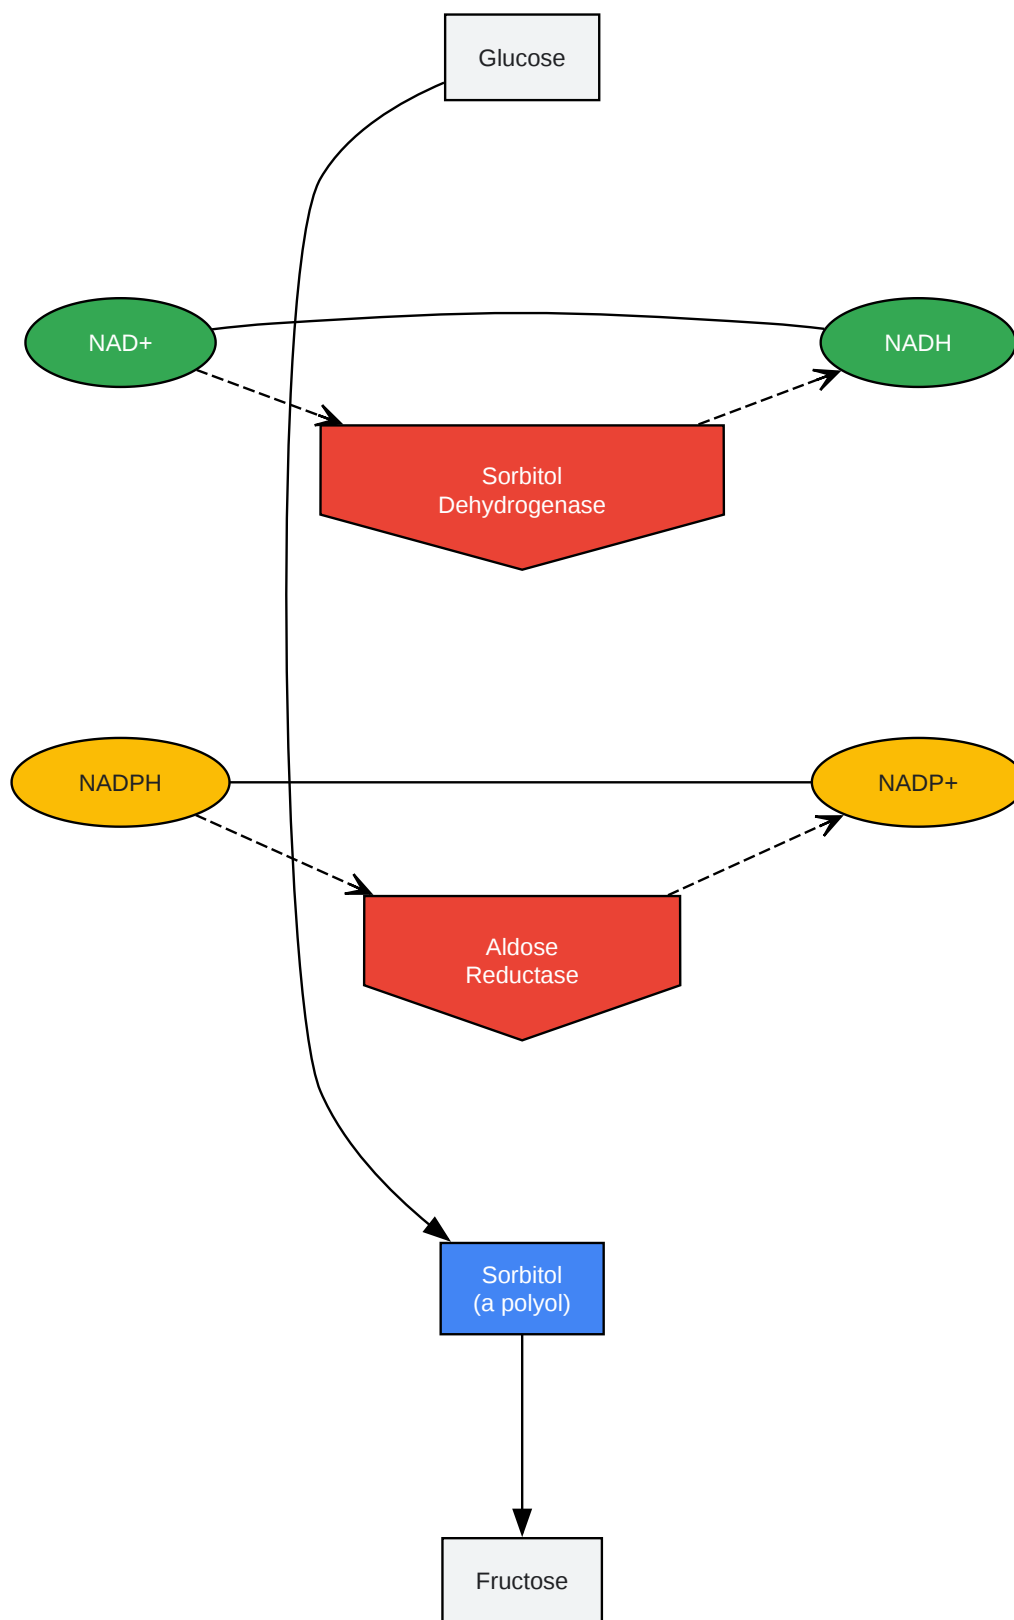 Glucose
NAD+
NADH
Sorbitol
Dehydrogenase
NADPH
NADP+
Aldose
Reductase
Sorbitol
(a polyol)
Fructose